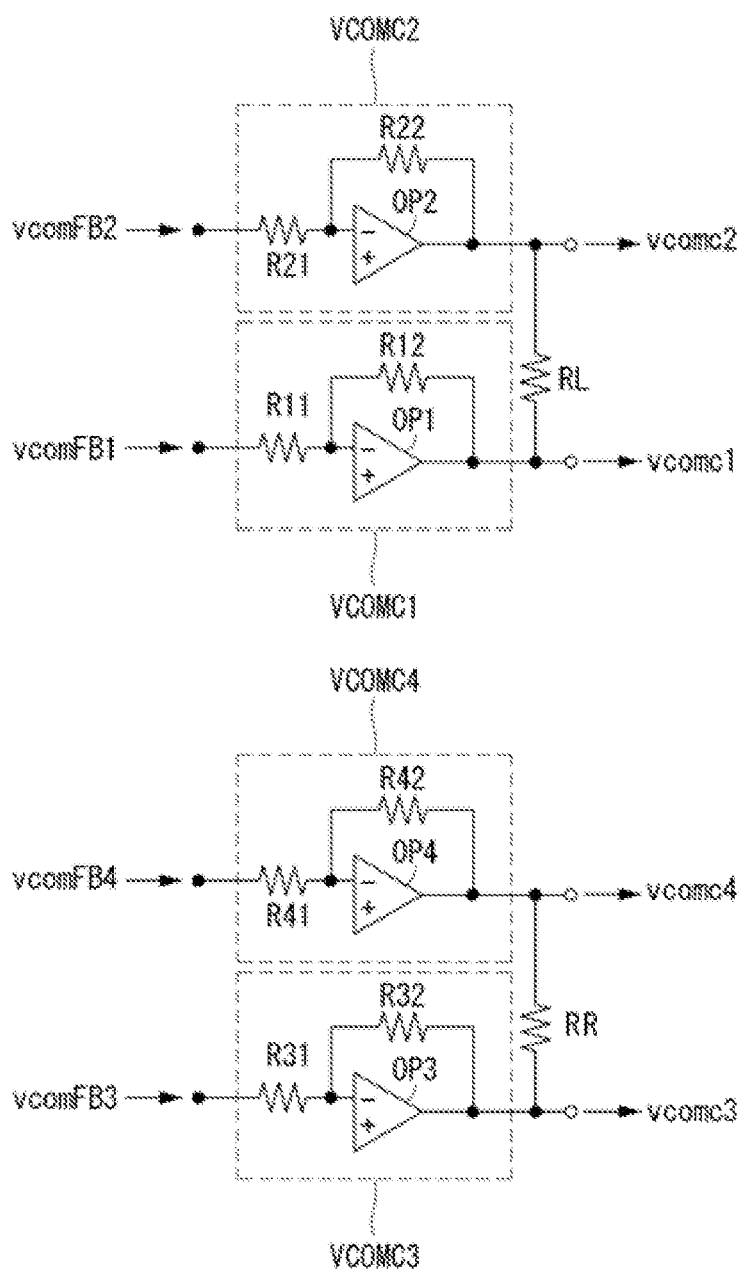 VCOMC2
R22
OP2
vcomFB2
R21
vcomc2
R12
RL
R11
OP1
vcomFB1
vcomc1
VCOMC1
VCOMC4
R42
OP4
vcomFB4
R41
vcomc4
R32
RR
R31
OP3
vcomFB3
vcomc3
VCOMC3